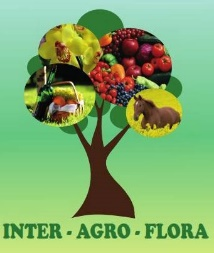 INTER - AGRO - FLORA